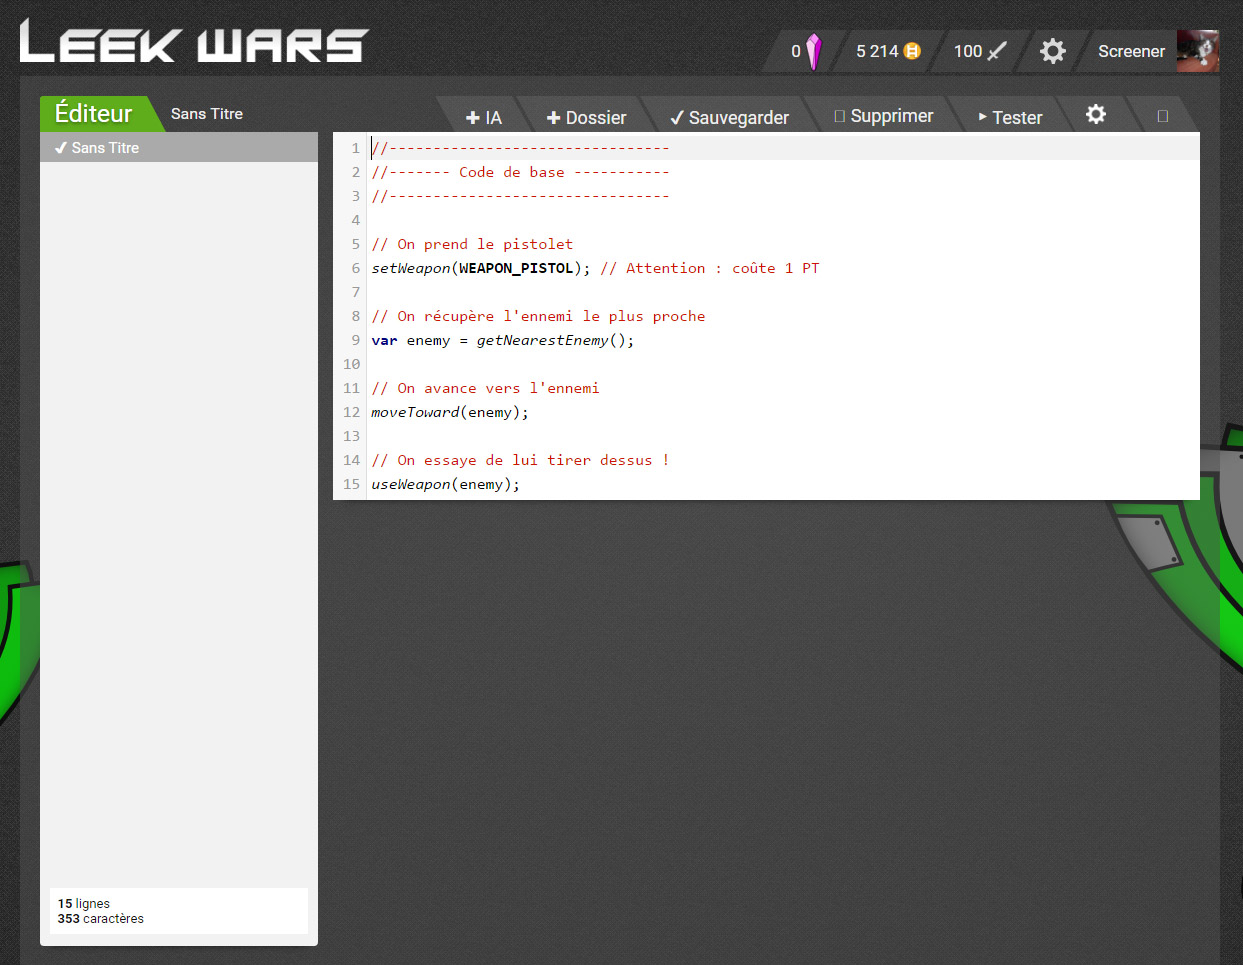 LEEK WARS
0
5 214
100
Screener
Éditeur
Sans Titre
IA
Dossier
Sauvegarder
Supprimer
Tester
Sans Titre
1 //--------------------------------
2 //------- Code de base -----------
3 //--------------------------------
4
5 // On prend le pistolet
6 setWeapon(WEAPON_PISTOL); // Attention : coûte 1 PT
7
8 // On récupère l'ennemi le plus proche
9 var enemy = getNearestEnemy();
10
11 // On avance vers l'ennemi
12 moveToward(enemy);
13
14 // On essaye de lui tirer dessus !
15 useWeapon(enemy);
15 lignes
353 caractères